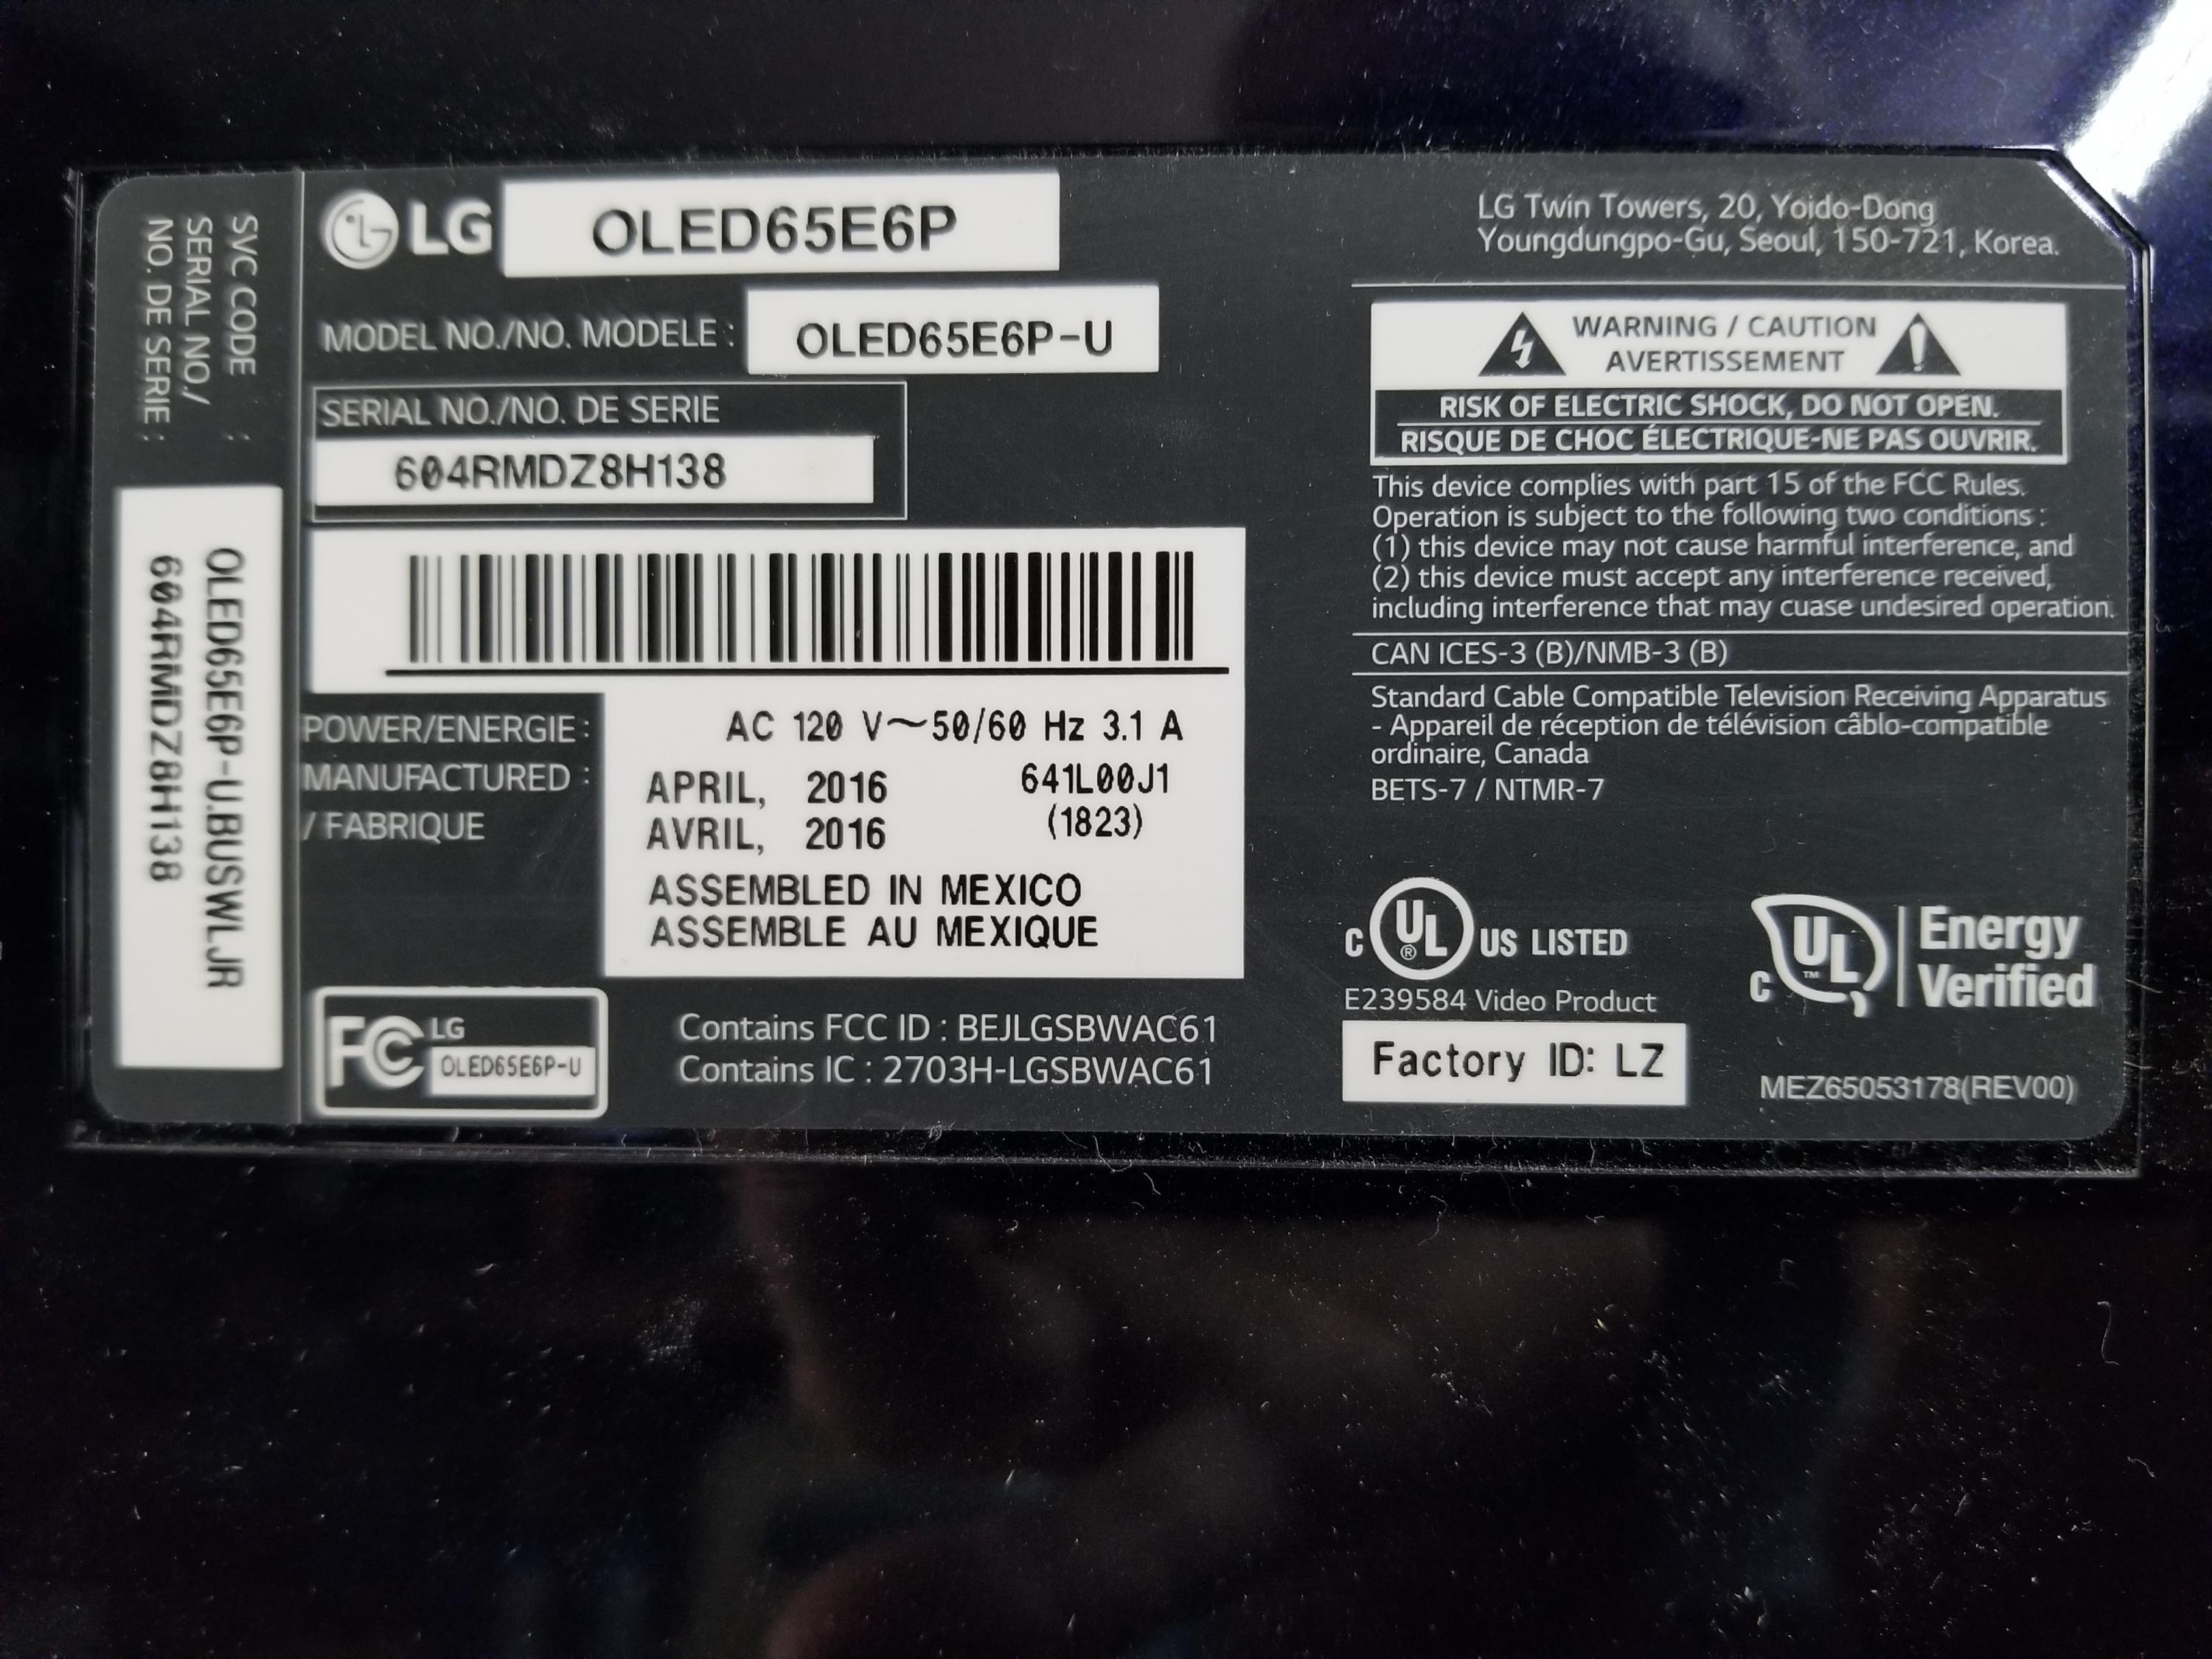 SVC CODE :
SERIAL NO./
NO. DE SERIE :
OLED65E6P-U.BUSWLJR
604RMDZ8H138
LG OLED65E6P
MODEL NO./NO. MODELE : OLED65E6P-U
SERIAL NO./NO. DE SERIE
604RMDZ8H138
POWER/ENERGIE : AC 120 V～50/60 Hz 3.1 A
MANUFACTURED : APRIL, 2016 641L00J1
/ FABRIQUE AVRIL, 2016 (1823)
ASSEMBLED IN MEXICO
ASSEMBLE AU MEXIQUE
FC LG
OLED65E6P-U
Contains FCC ID : BEJLGSBWAC61
Contains IC : 2703H-LGSBWAC61
LG Twin Towers, 20, Yoido-Dong
Youngdungpo-Gu, Seoul, 150-721, Korea.
WARNING / CAUTION
AVERTISSEMENT
RISK OF ELECTRIC SHOCK, DO NOT OPEN.
RISQUE DE CHOC ÉLECTRIQUE-NE PAS OUVRIR.
This device complies with part 15 of the FCC Rules.
Operation is subject to the following two conditions :
(1) this device may not cause harmful interference, and
(2) this device must accept any interference received,
including interference that may cuase undesired operation.
CAN ICES-3 (B)/NMB-3 (B)
Standard Cable Compatible Television Receiving Apparatus
- Appareil de réception de télévision câblo-compatible
ordinaire, Canada
BETS-7 / NTMR-7
C UL ® US LISTED
E239584 Video Product
Factory ID: LZ
C UL ™ Energy
Verified
MEZ65053178(REV00)